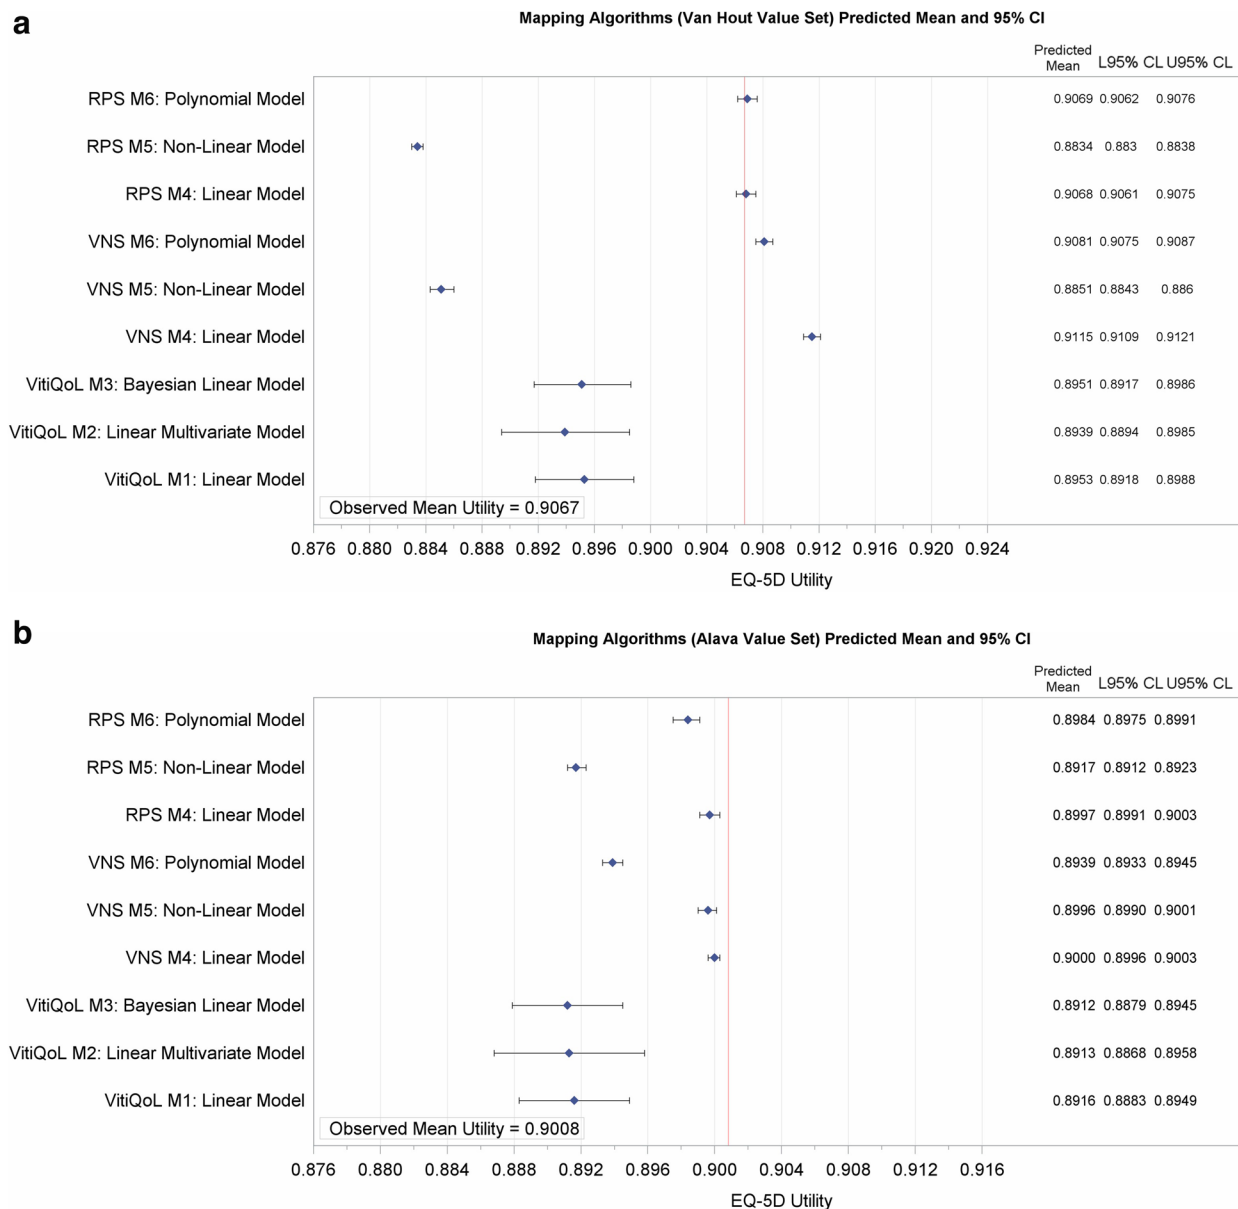 a
Mapping Algorithms (Van Hout Value Set) Predicted Mean and 95% CI
Predicted
Mean L95% CL U95% CL
RPS M6: Polynomial Model 0.9069 0.9062 0.9076
RPS M5: Non-Linear Model 0.8834 0.883 0.8838
RPS M4: Linear Model 0.9068 0.9061 0.9075
VNS M6: Polynomial Model 0.9081 0.9075 0.9087
VNS M5: Non-Linear Model 0.8851 0.8843 0.886
VNS M4: Linear Model 0.9115 0.9109 0.9121
VitiQoL M3: Bayesian Linear Model 0.8951 0.8917 0.8986
VitiQoL M2: Linear Multivariate Model 0.8939 0.8894 0.8985
VitiQoL M1: Linear Model 0.8953 0.8918 0.8988
Observed Mean Utility = 0.9067
0.876 0.880 0.884 0.888 0.892 0.896 0.900 0.904 0.908 0.912 0.916 0.920 0.924
EQ-5D Utility
b
Mapping Algorithms (Alava Value Set) Predicted Mean and 95% CI
Predicted
Mean L95% CL U95% CL
RPS M6: Polynomial Model 0.8984 0.8975 0.8991
RPS M5: Non-Linear Model 0.8917 0.8912 0.8923
RPS M4: Linear Model 0.8997 0.8991 0.9003
VNS M6: Polynomial Model 0.8939 0.8933 0.8945
VNS M5: Non-Linear Model 0.8996 0.8990 0.9001
VNS M4: Linear Model 0.9000 0.8996 0.9003
VitiQoL M3: Bayesian Linear Model 0.8912 0.8879 0.8945
VitiQoL M2: Linear Multivariate Model 0.8913 0.8868 0.8958
VitiQoL M1: Linear Model 0.8916 0.8883 0.8949
Observed Mean Utility = 0.9008
0.876 0.880 0.884 0.888 0.892 0.896 0.900 0.904 0.908 0.912 0.916
EQ-5D Utility